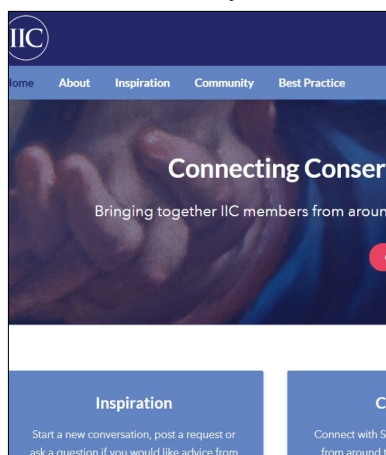 IIC
Home About Inspiration Community Best Practice
Connecting Conser
Bringing together IIC members from aroun
Inspiration
C
Start a new conversation, post a request or
Connect with S
ask a question if you would like advice from
from around t